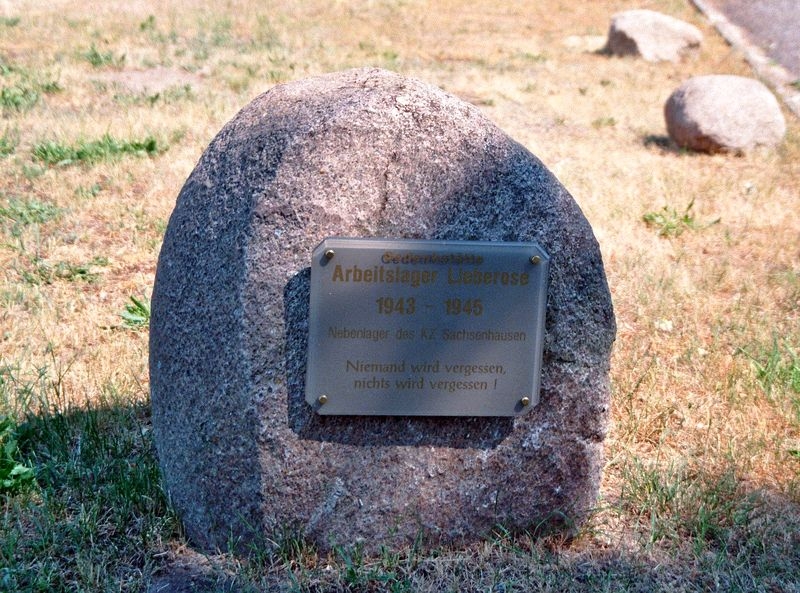 Gedenkstätte
Arbeitslager Lieberose
1943 - 1945
Nebenlager des KZ Sachsenhausen
Niemand wird vergessen,
nichts wird vergessen !